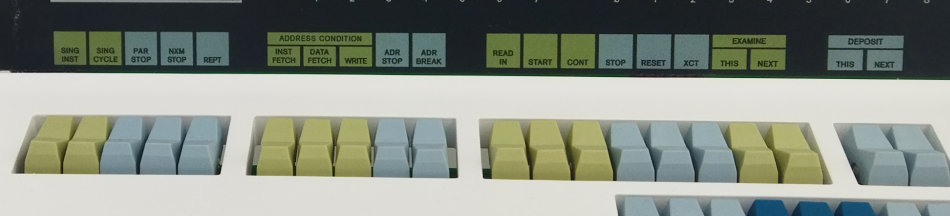 SING INST
SING CYCLE
PAR STOP
NXM STOP
REPT
ADDRESS CONDITION
INST FETCH
DATA FETCH
WRITE
ADR STOP
ADR BREAK
READ IN
START
CONT
STOP
RESET
XCT
EXAMINE
THIS
NEXT
DEPOSIT
THIS
NEXT